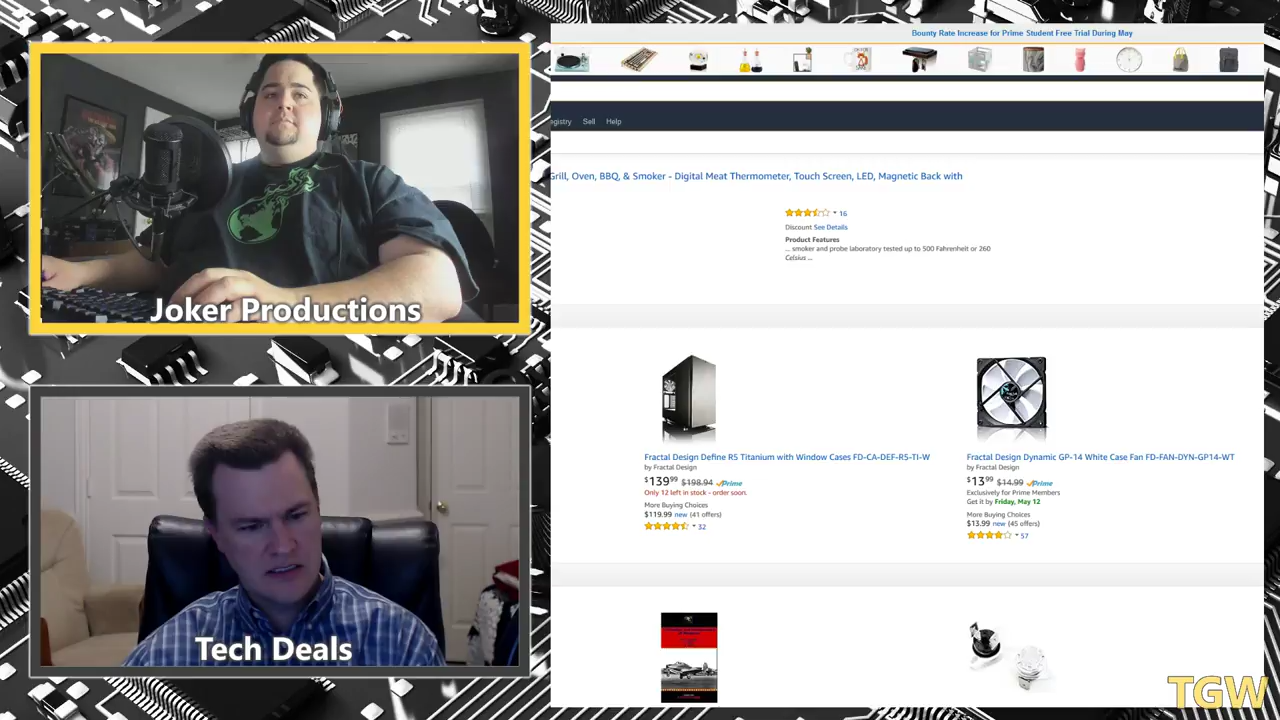 Bounty Rate Increase for Prime Student Free Trial During May
egistry Sell Help
Grill, Oven, BBQ, & Smoker - Digital Meat Thermometer, Touch Screen, LED, Magnetic Back with
16
Discount See Details
Product Features
... smoker and probe laboratory tested up to 500 Fahrenheit or 260
Celsius ...
Joker Productions
Fractal Design Define R5 Titanium with Window Cases FD-CA-DEF-R5-TI-W
by Fractal Design
$139.99 $198.94 Prime
Only 12 left in stock - order soon.
More Buying Choices
$119.99 new (41 offers)
32
Fractal Design Dynamic GP-14 White Case Fan FD-FAN-DYN-GP14-WT
by Fractal Design
$13.99 $14.99 Prime
Exclusively for Prime Members
Get it by Friday, May 12
More Buying Choices
$13.99 new (45 offers)
57
Tech Deals
TGW